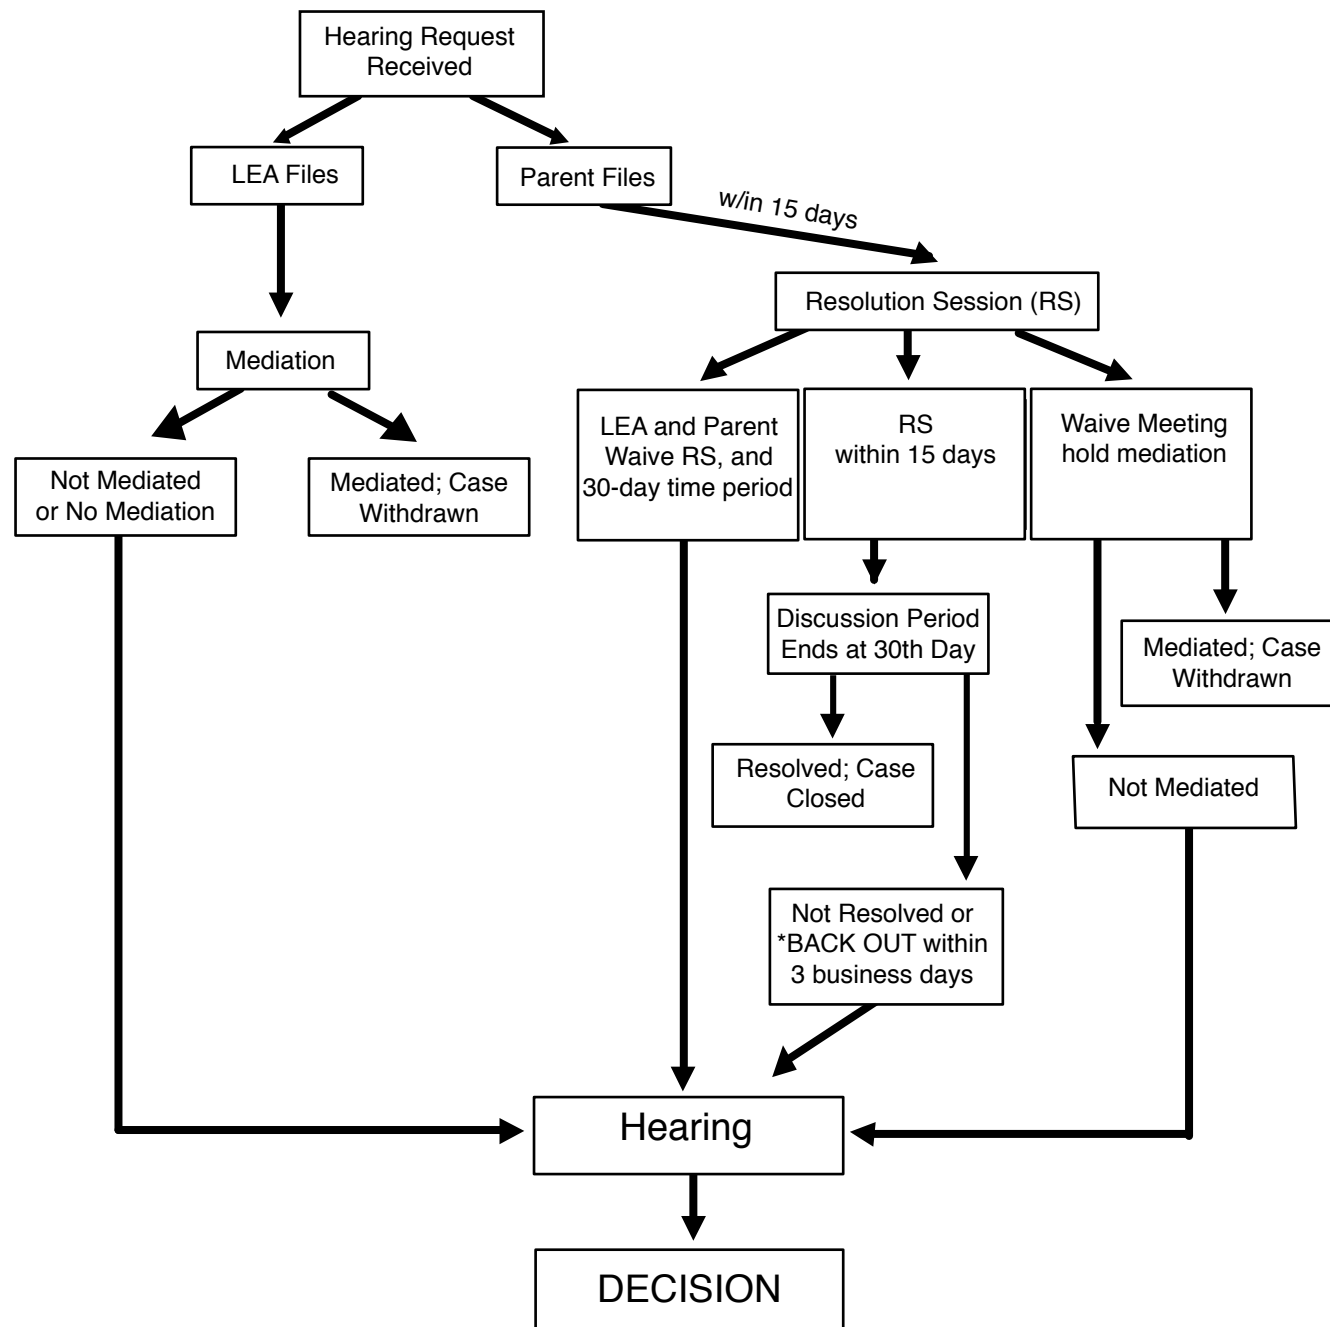 Hearing Request
Received
LEA Files
Parent Files
w/in 15 days
Resolution Session (RS)
Mediation
LEA and Parent
Waive RS, and
30-day time period
RS
within 15 days
Waive Meeting
hold mediation
Not Mediated
or No Mediation
Mediated; Case
Withdrawn
Discussion Period
Ends at 30th Day
Mediated; Case
Withdrawn
Resolved; Case
Closed
Not Mediated
Not Resolved or
*BACK OUT within
3 business days
Hearing
DECISION